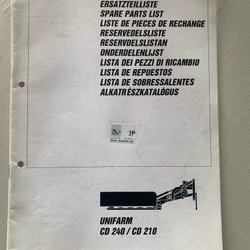 ERSATZTEILLISTE
SPARE PARTS LIST
LISTE DE PIECES DE RECHANGE
RESERVEDELSLISTE
RESERVDELSLISTAN
ONDERDELENLIJST
LISTA DEI PEZZI DI RICAMBIO
LISTA DE REPUESTOS
LISTA DE SOBRESSALENTES
ALKATRÉSZKATALÓGUS
UNIFARM
CD 240 / CD 210